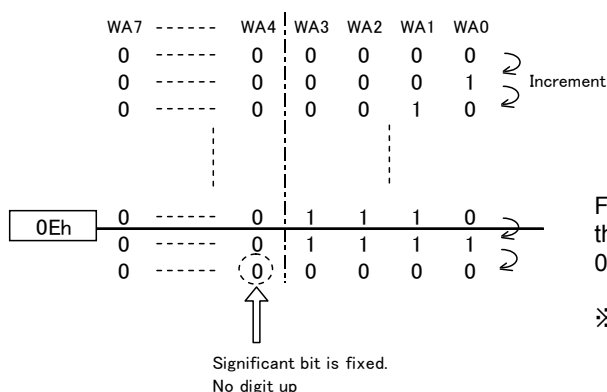 WA7 ------ WA4 WA3 WA2 WA1 WA0
0 ------ 0 0 0 0 0
0 ------ 0 0 0 0 1 Increment
0 ------ 0 0 0 1 0
0Eh 0 ------ 0 1 1 1 0
0 ------ 0 1 1 1 1
0 ------ 0 0 0 0 0
F
th
0
※
Significant bit is fixed.
No digit up